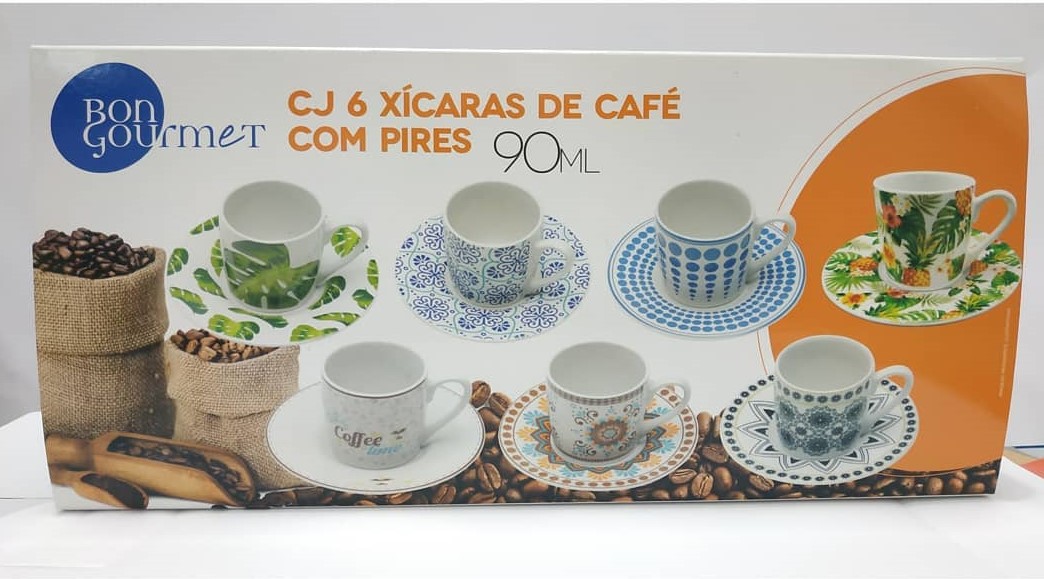 BON
GOURMET
CJ 6 XÍCARAS DE CAFÉ
COM PIRES 90ML
Coffee
time